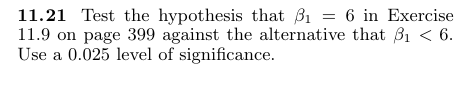 11.21 Test the hypothesis that β₁ = 6 in Exercise
11.9 on page 399 against the alternative that β₁ < 6.
Use a 0.025 level of significance.